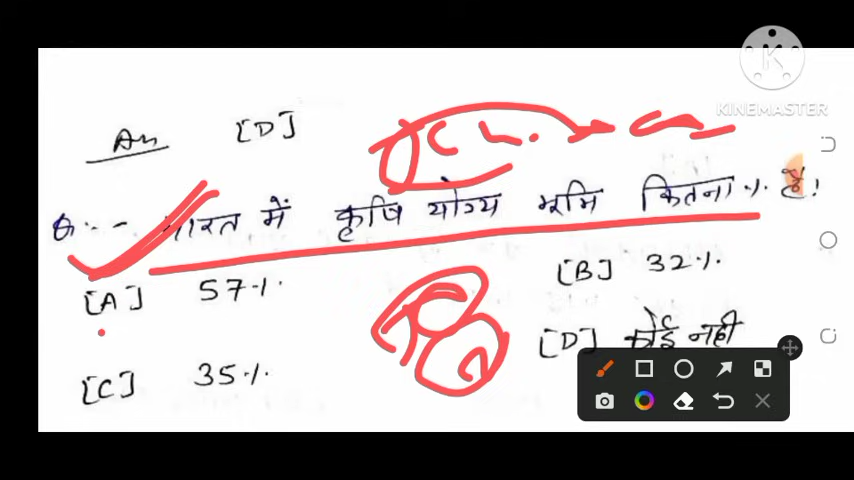 KINEMASTER
Ans [D]
भारत में कृषि योग्य भूमि कितना % है!
[A] 57%.
[B] 32%.
[C] 35%.
[D] कोई नही